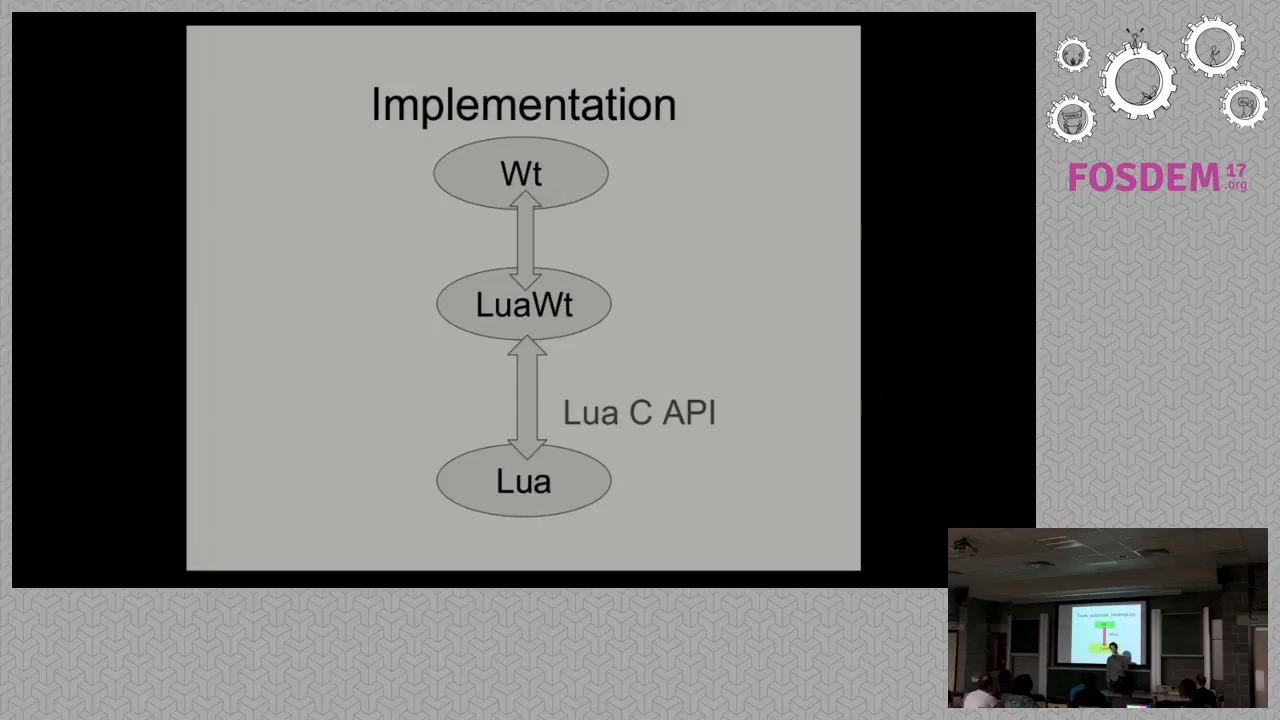 Implementation
Wt
LuaWt
Lua C API
Lua
FOSDEM 17
.org